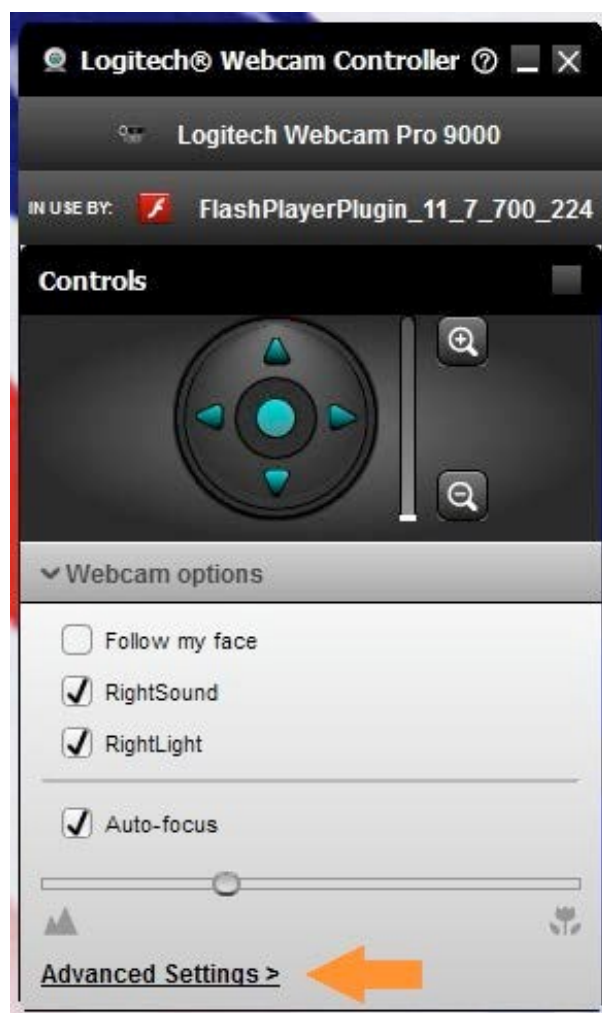 Logitech® Webcam Controller
Logitech Webcam Pro 9000
IN USE BY: FlashPlayerPlugin_11_7_700_224
Controls
Webcam options
Follow my face
RightSound
RightLight
Auto-focus
Advanced Settings >